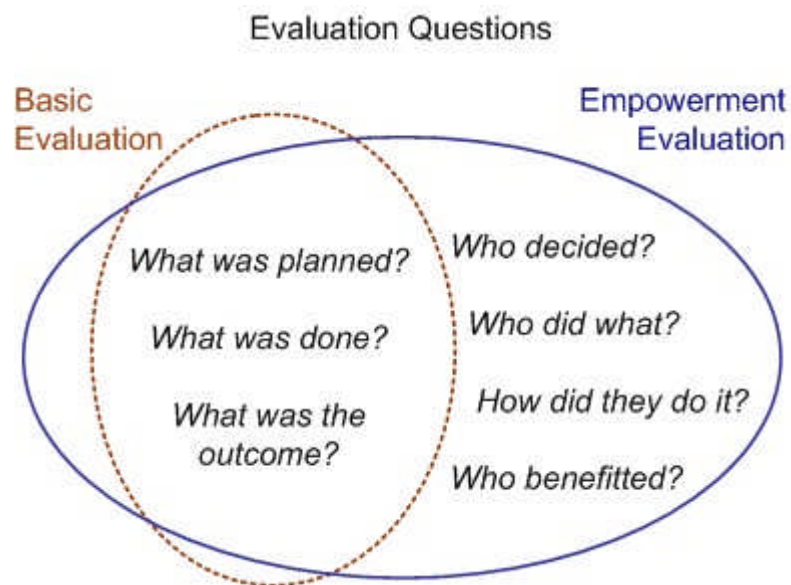 Evaluation Questions
Basic
Evaluation
Empowerment
Evaluation
What was planned?
What was done?
What was the
outcome?
Who decided?
Who did what?
How did they do it?
Who benefitted?